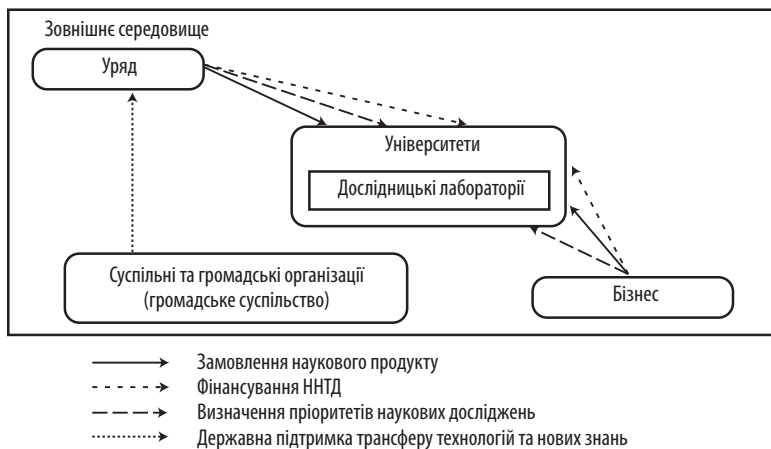 Зовнішнє середовище
Уряд
Університети
Дослідницькі лабораторії
Суспільні та громадські організації
(громадське суспільство)
Бізнес
Замовлення наукового продукту
Фінансування ННТД
Визначення пріоритетів наукових досліджень
Державна підтримка трансферу технологій та нових знань